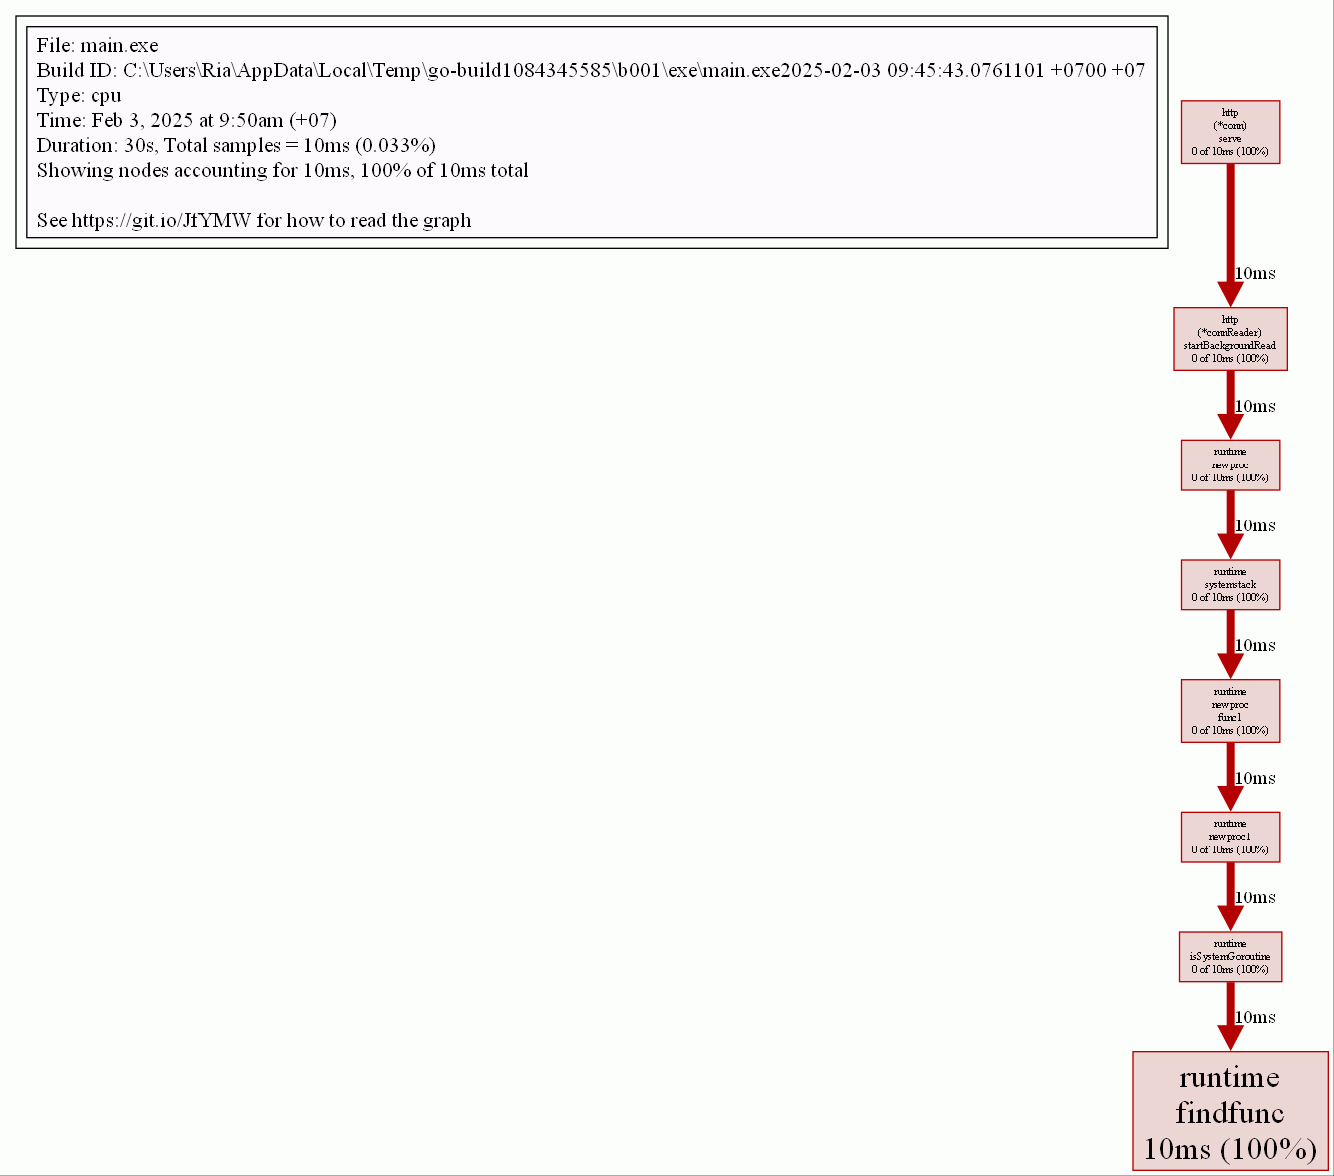 File: main.exe
Build ID: C:\Users\Ria\AppData\Local\Temp\go-build1084345585\b001\exe\main.exe2025-02-03 09:45:43.0761101 +0700 +07
Type: cpu
Time: Feb 3, 2025 at 9:50am (+07)
Duration: 30s, Total samples = 10ms (0.033%)
Showing nodes accounting for 10ms, 100% of 10ms total
See https://git.io/JfYMW for how to read the graph
http
(*conn)
serve
0 of 10ms (100%)
10ms
http
(*connReader)
startBackgroundRead
0 of 10ms (100%)
10ms
runtime
newproc
0 of 10ms (100%)
10ms
runtime
systemstack
0 of 10ms (100%)
10ms
runtime
newproc
func1
0 of 10ms (100%)
10ms
runtime
newproc1
0 of 10ms (100%)
10ms
runtime
isSystemGoroutine
0 of 10ms (100%)
10ms
runtime
findfunc
10ms (100%)